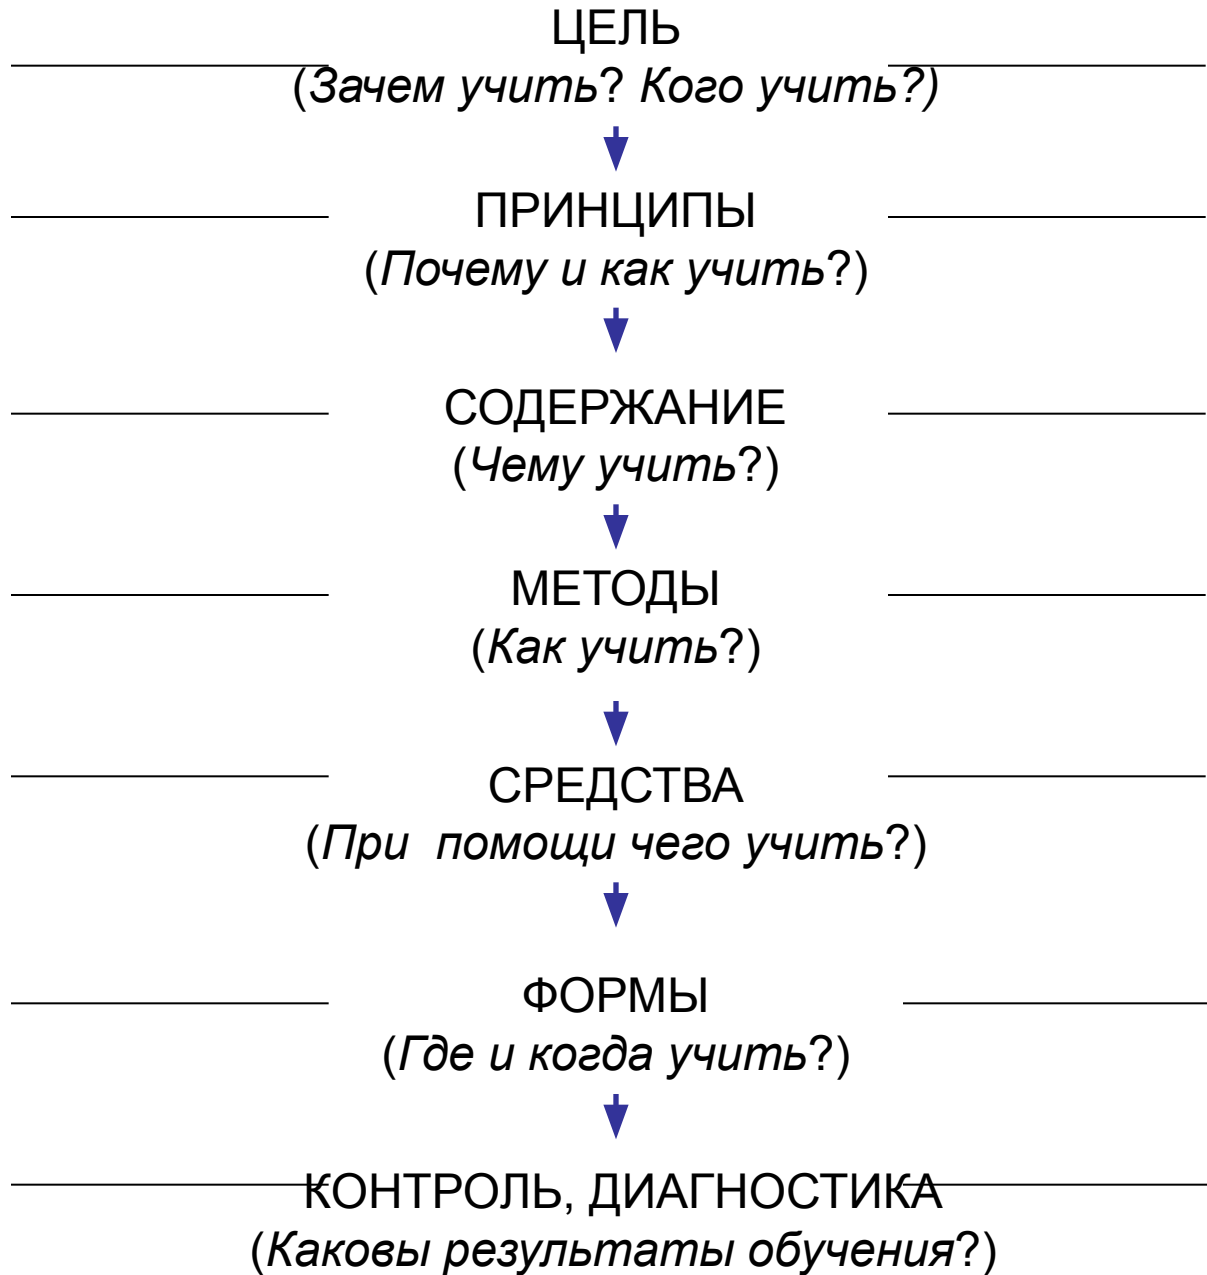 ЦЕЛЬ
(Зачем учить? Кого учить?)
ПРИНЦИПЫ
(Почему и как учить?)
СОДЕРЖАНИЕ
(Чему учить?)
МЕТОДЫ
(Как учить?)
СРЕДСТВА
(При помощи чего учить?)
ФОРМЫ
(Где и когда учить?)
КОНТРОЛЬ, ДИАГНОСТИКА
(Каковы результаты обучения?)